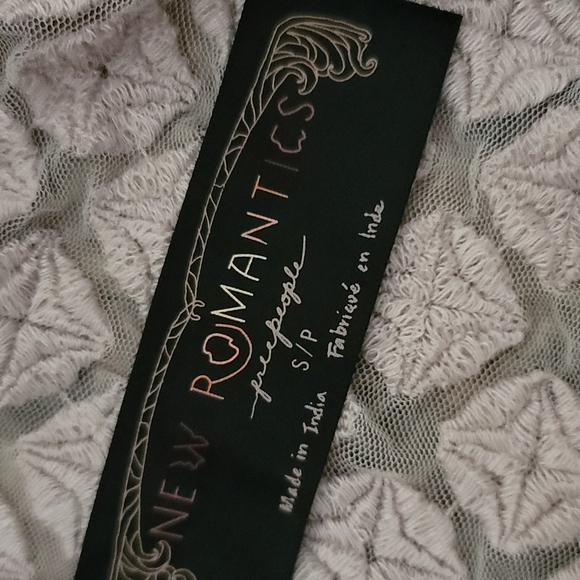 NEW ROMANTICS
freepeople
S/P
Made in India Fabriqué en Inde